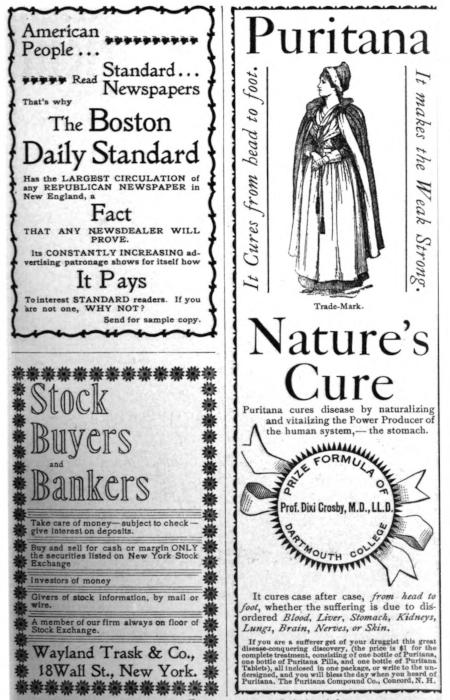 American
People ...
Read Standard...
Newspapers
That's why
The Boston
Daily Standard
Has the LARGEST CIRCULATION of
any REPUBLICAN NEWSPAPER in
New England, a
Fact
THAT ANY NEWSDEALER WILL
PROVE.
Its CONSTANTLY INCREASING ad-
vertising patronage shows for itself how
It Pays
To interest STANDARD readers. If you
are not one, WHY NOT?
Send for sample copy.
Stock
Buyers
and
Bankers
Take care of money—subject to check—
give interest on deposits.
Buy and sell for cash or margin ONLY
the securities listed on New York Stock
Exchange
Investors of money
Givers of stock information, by mail or
wire.
A member of our firm always on floor of
Stock Exchange.
Wayland Trask & Co.,
18 Wall St., New York.
Puritana
It Cures from head to foot.
It makes the Weak Strong.
Trade-Mark.
Nature's
Cure
Puritana cures disease by naturalizing
and vitalizing the Power Producer of
the human system,—the stomach.
PRIZE FORMULA OF
Prof. Dixi Crosby, M.D., LL.D.
DARTMOUTH COLLEGE
It cures case after case, from head to
foot, whether the suffering is due to dis-
ordered Blood, Liver, Stomach, Kidneys,
Lungs, Brain, Nerves, or Skin.
If you are a sufferer get of your druggist this great
disease-conquering discovery, (the price is $1 for the
complete treatment, consisting of one bottle of Puritana,
one bottle of Puritana Pills, and one bottle of Puritana
Tablets), all inclosed in one package, or write to the un-
dersigned, and you will bless the day when you heard of
Puritana. The Puritana Compound Co., Concord, N. H.